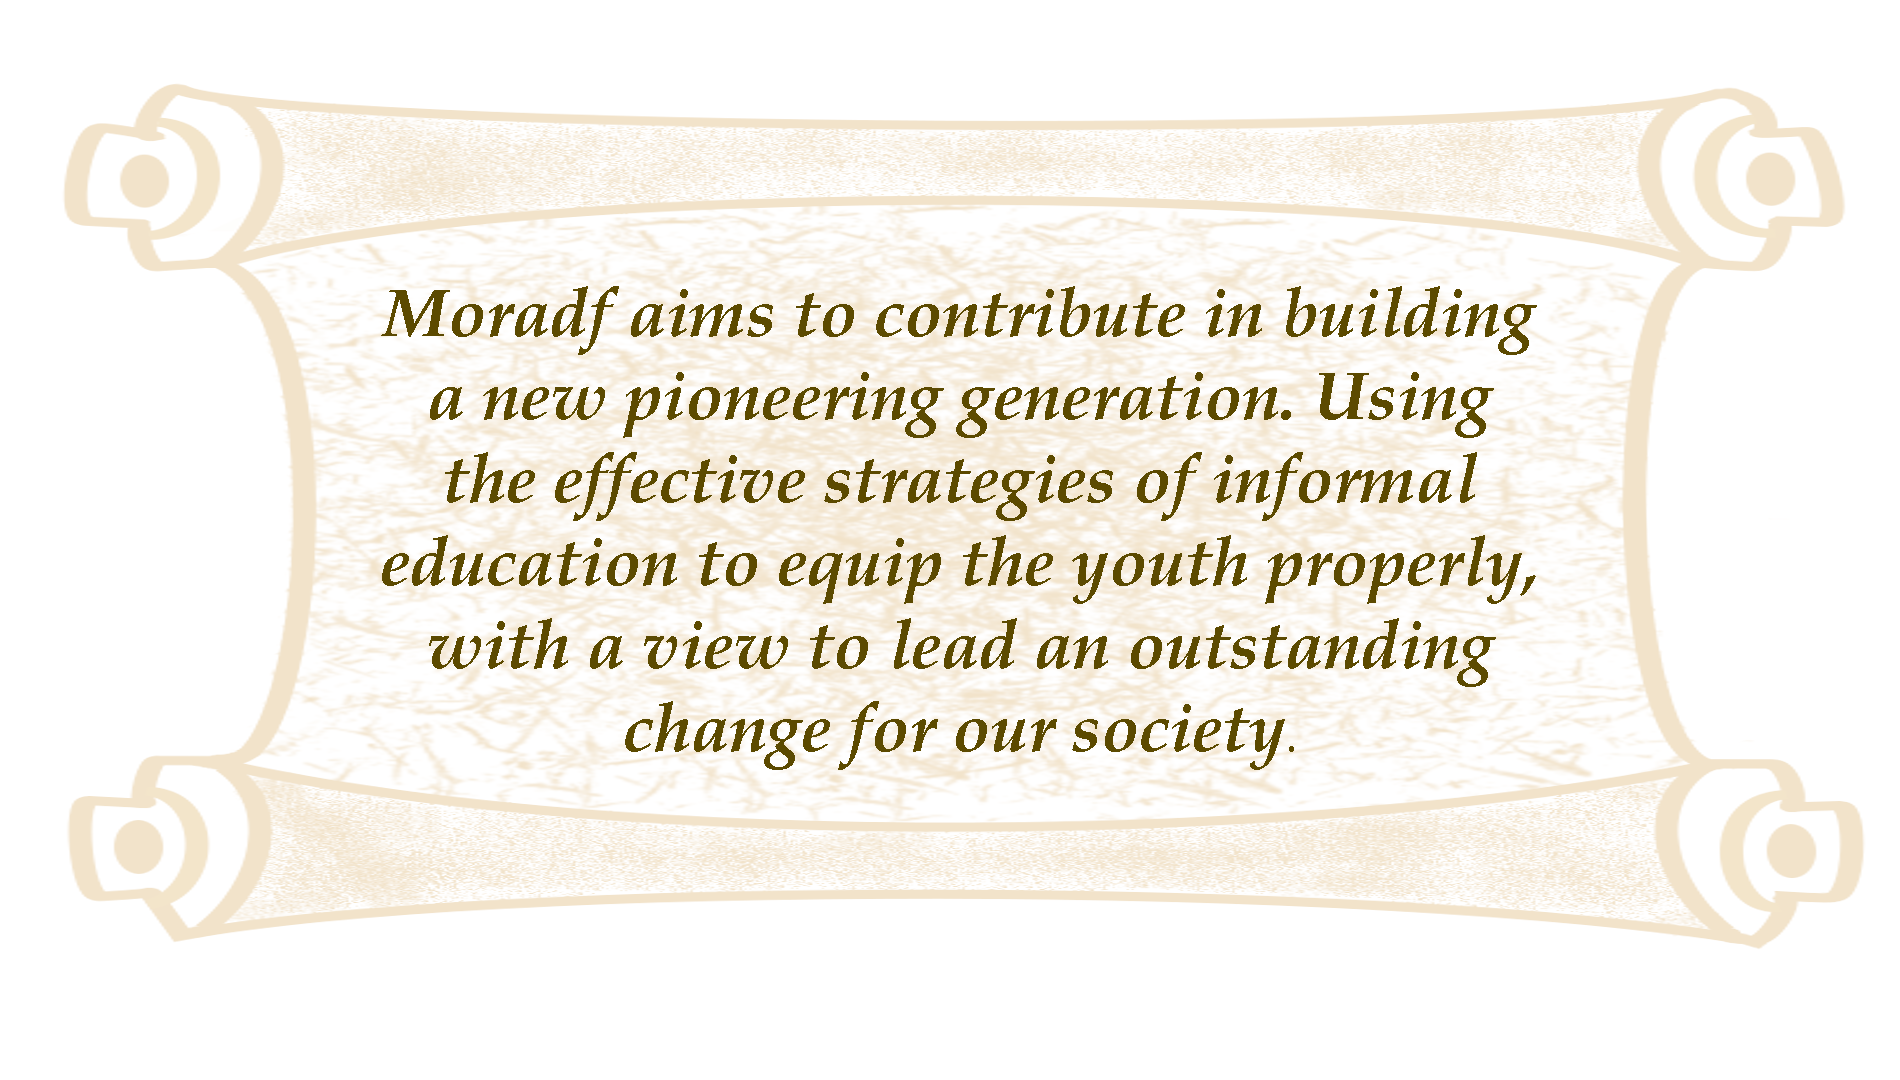 Moradf aims to contribute in building
a new pioneering generation. Using
the effective strategies of informal
education to equip the youth properly,
with a view to lead an outstanding
change for our society.